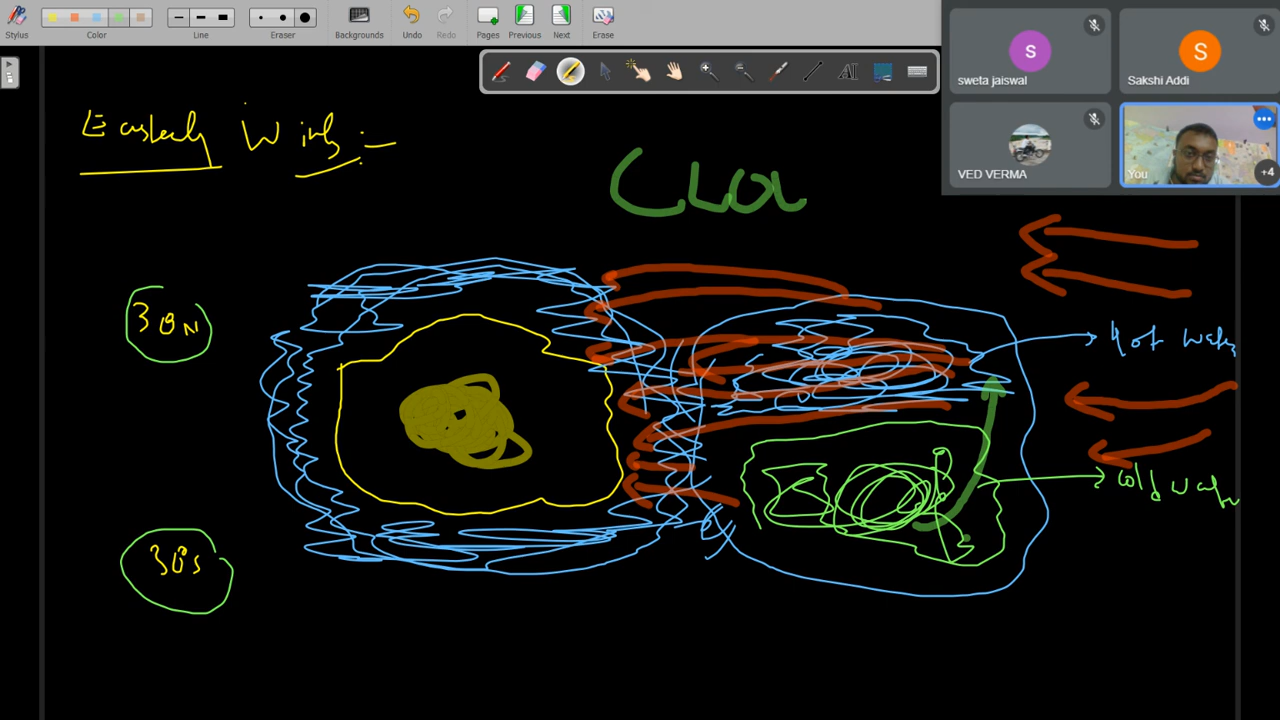 Stylus Color Line Eraser Backgrounds Undo Redo Pages Previous Next Erase
S
sweta jaiswal
S
Sakshi Addi
VED VERMA
You
+4
Easterly Winds :-
30 N
Hot water
cold water
30°S